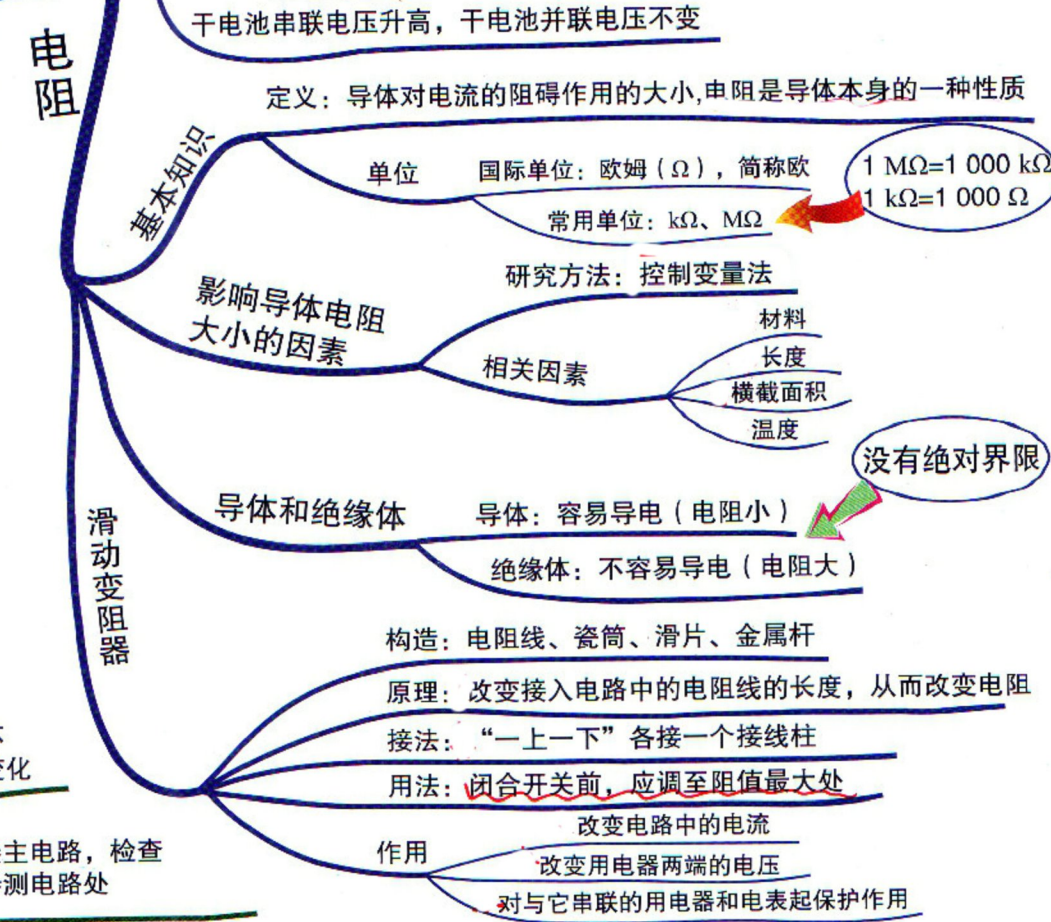 干电池串联电压升高，干电池并联电压不变
电阻
定义：导体对电流的阻碍作用的大小,电阻是导体本身的一种性质
基本知识
单位
国际单位：欧姆（Ω），简称欧
1 MΩ=1 000 kΩ
1 kΩ=1 000 Ω
常用单位：kΩ、MΩ
影响导体电阻
大小的因素
研究方法：控制变量法
相关因素
材料
长度
横截面积
温度
没有绝对界限
导体和绝缘体
导体：容易导电（电阻小）
绝缘体：不容易导电（电阻大）
滑动变阻器
构造：电阻线、瓷筒、滑片、金属杆
原理：改变接入电路中的电阻线的长度，从而改变电阻
接法：“一上一下”各接一个接线柱
用法：闭合开关前，应调至阻值最大处
作用
改变电路中的电流
改变用电器两端的电压
对与它串联的用电器和电表起保护作用
化
主电路，检查
测电路处